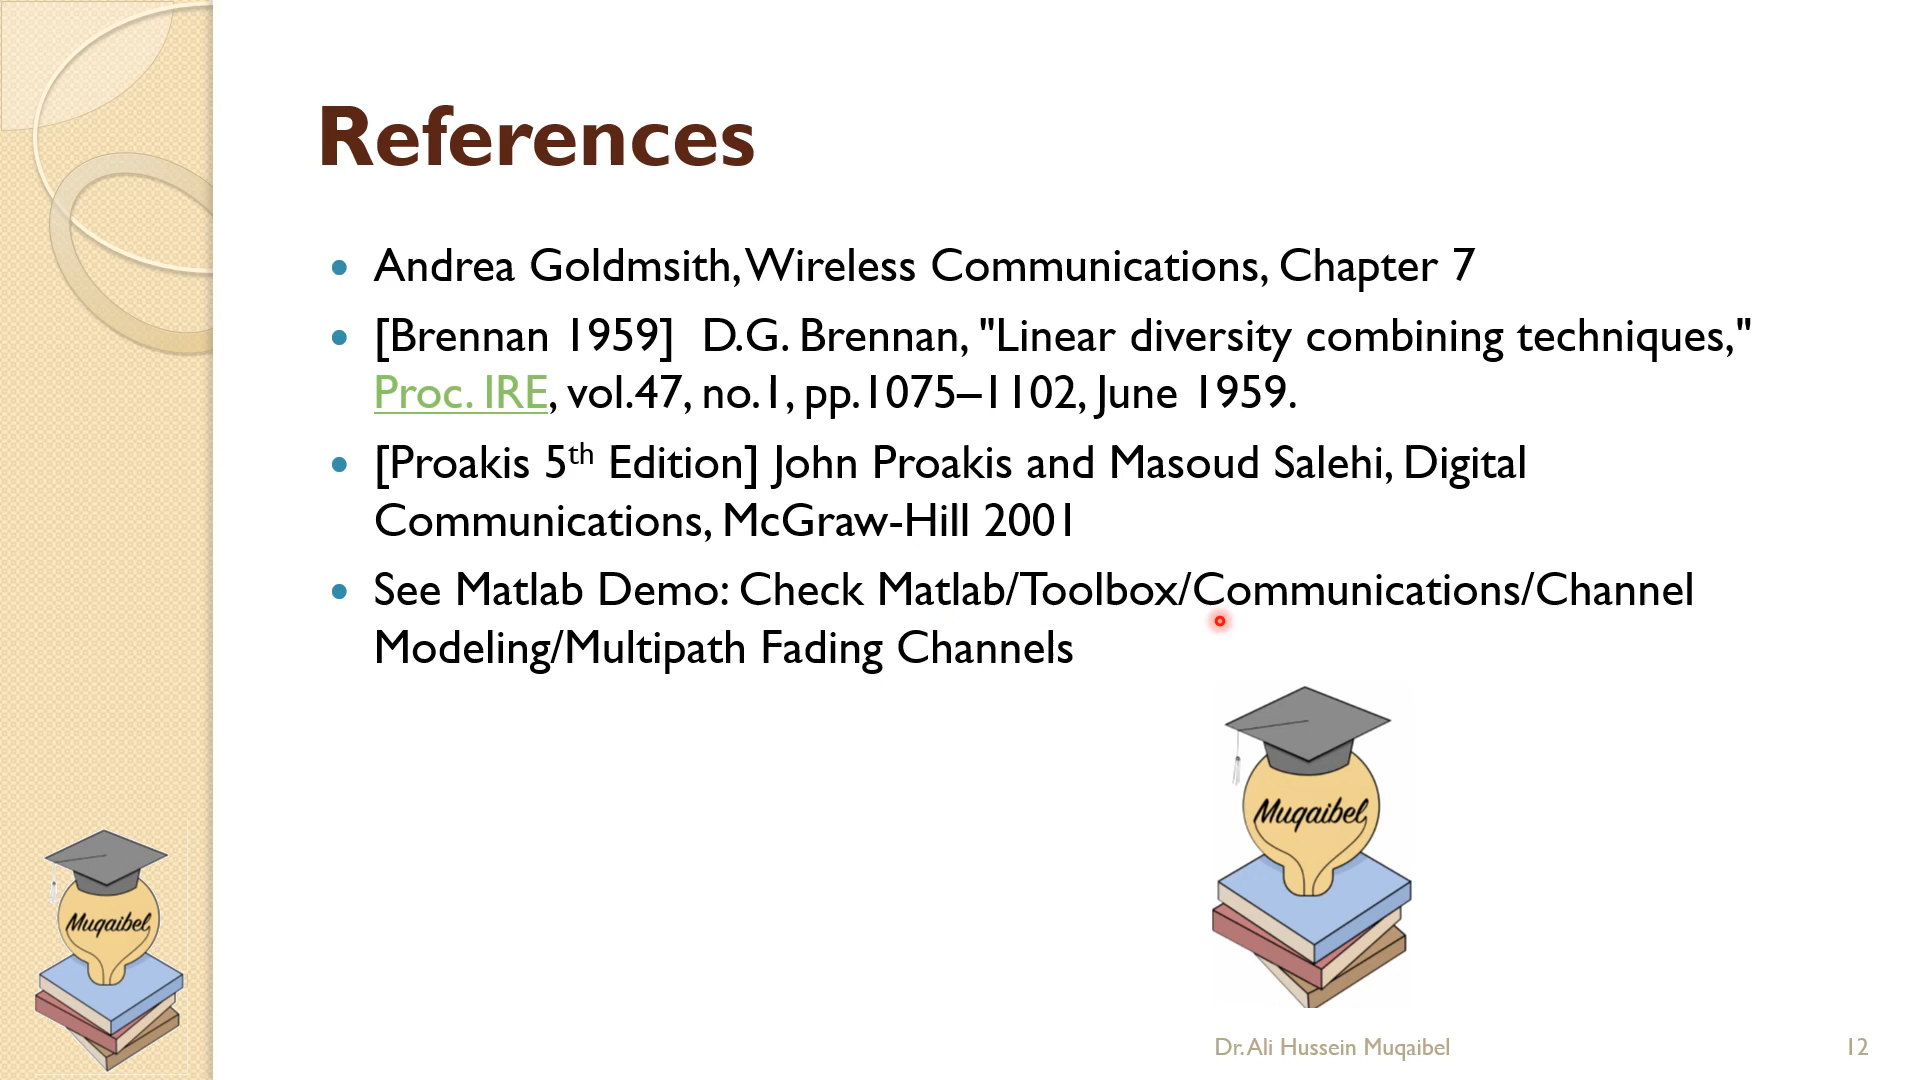 References
• Andrea Goldmsith, Wireless Communications, Chapter 7
• [Brennan 1959] D.G. Brennan, "Linear diversity combining techniques,"
Proc. IRE, vol.47, no.1, pp.1075–1102, June 1959.
• [Proakis 5th Edition] John Proakis and Masoud Salehi, Digital
Communications, McGraw-Hill 2001
• See Matlab Demo: Check Matlab/Toolbox/Communications/Channel
Modeling/Multipath Fading Channels
Muqaibel
Muqaibel
Dr. Ali Hussein Muqaibel
12